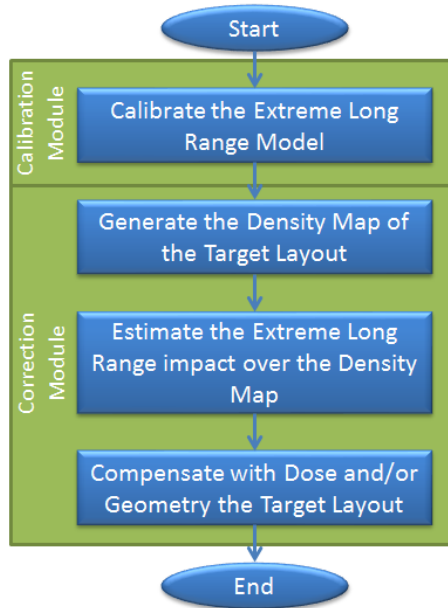 Start
Calibration
Module
Calibrate the Extreme Long
Range Model
Correction
Module
Generate the Density Map of
the Target Layout
Estimate the Extreme Long
Range impact over the Density
Map
Compensate with Dose and/or
Geometry the Target Layout
End